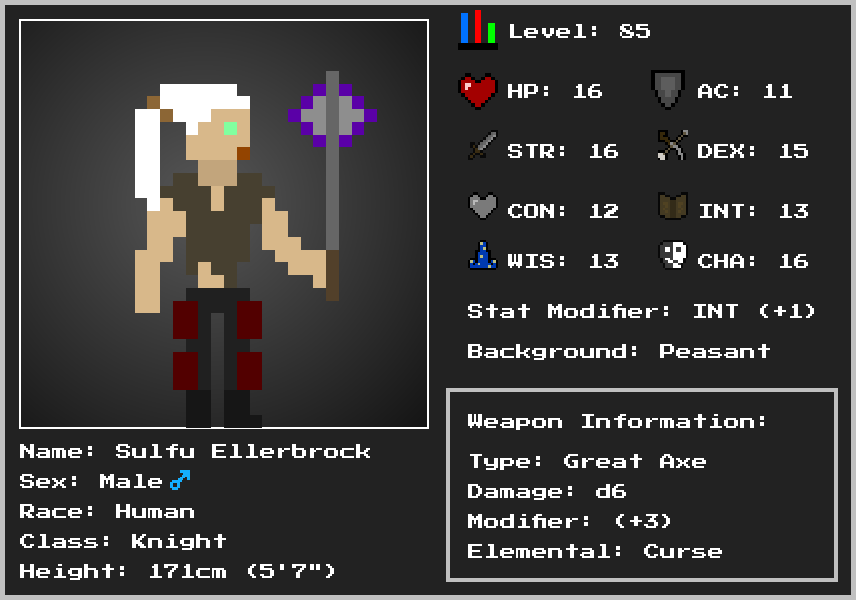 Level: 85
HP: 16 AC: 11
STR: 16 DEX: 15
CON: 12 INT: 13
WIS: 13 CHA: 16
Stat Modifier: INT (+1)
Background: Peasant
Weapon Information:
Type: Great Axe
Damage: d6
Modifier: (+3)
Elemental: Curse
Name: Sulfu Ellerbrock
Sex: Male ♂
Race: Human
Class: Knight
Height: 171cm (5'7")